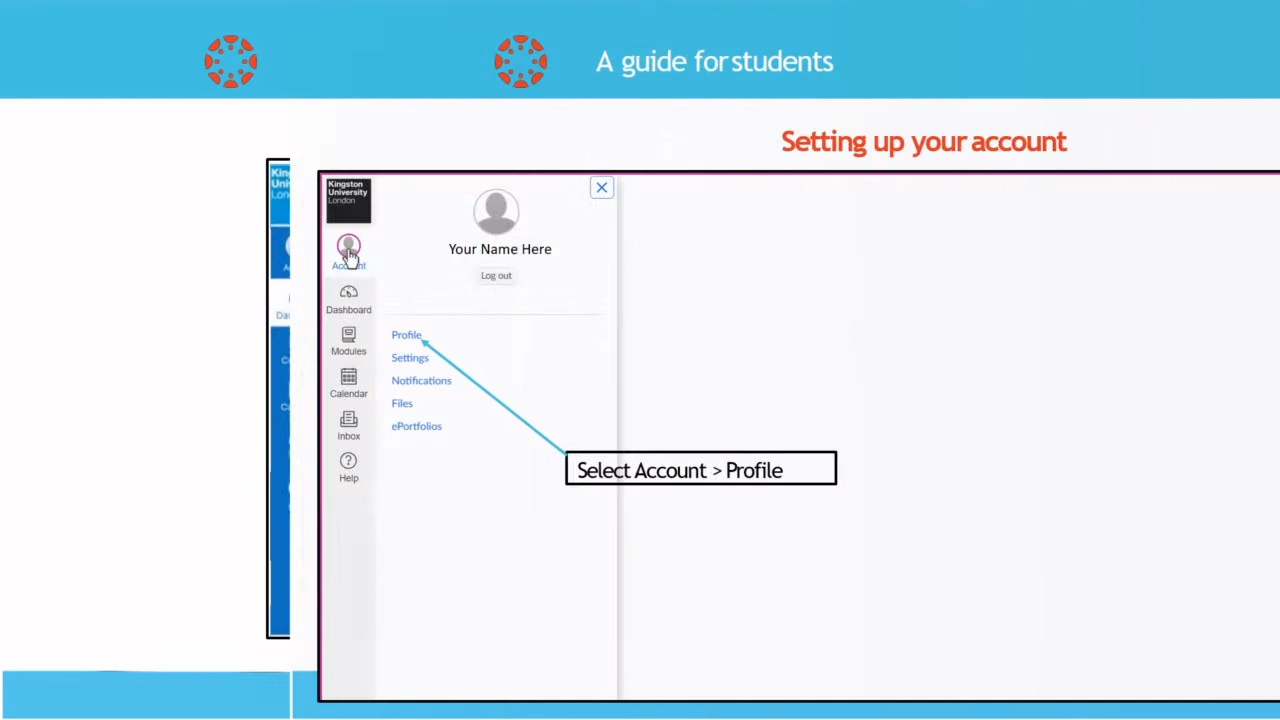 A guide for students
Setting up your account
Kingston
University
London
Your Name Here
Log out
Account
Dashboard
Modules
Calendar
Inbox
Help
Profile
Settings
Notifications
Files
ePortfolios
Select Account > Profile